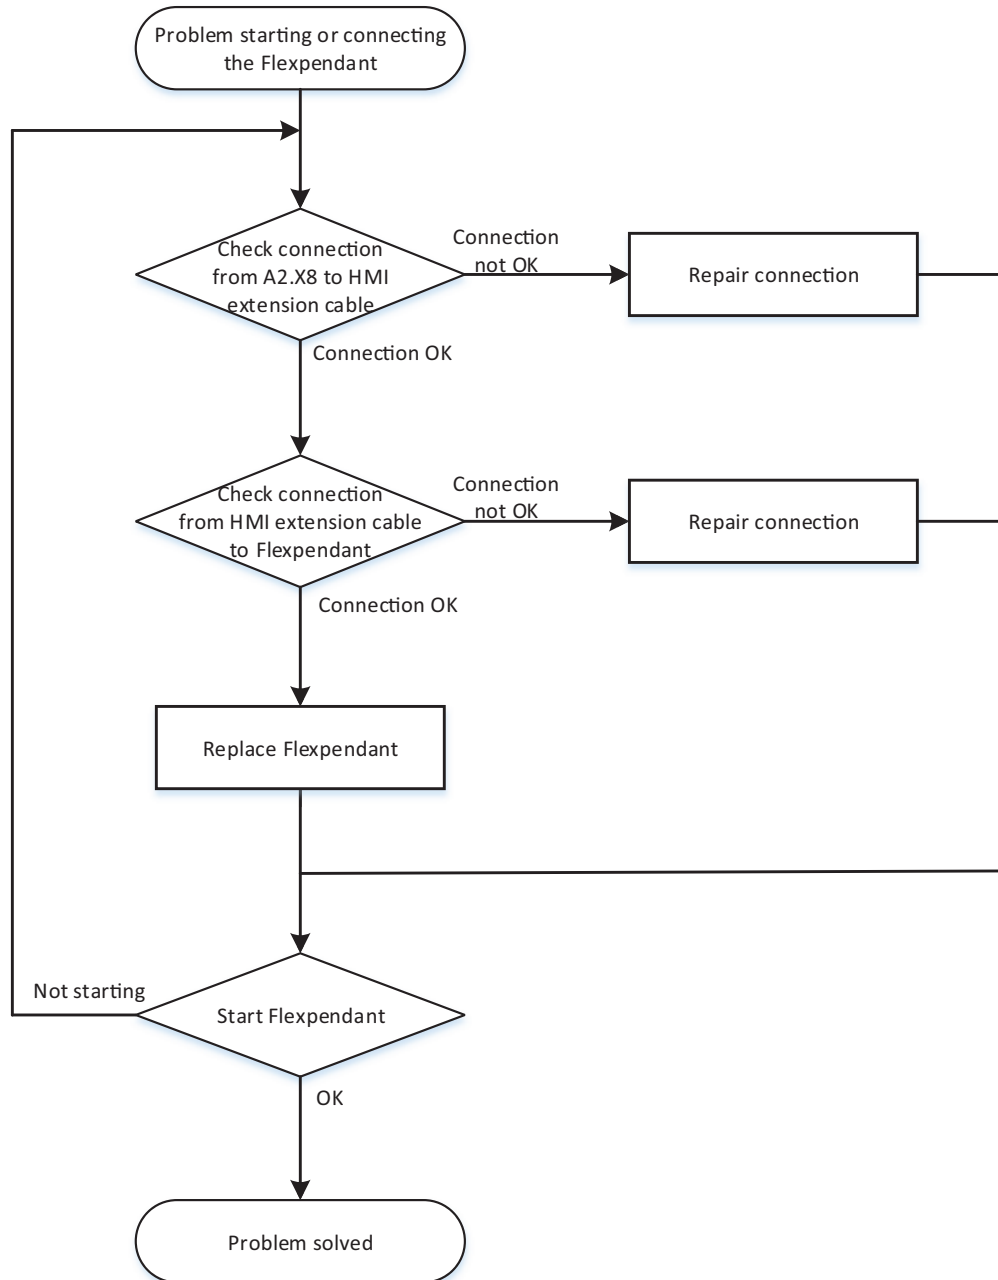 Problem starting or connecting
the Flexpendant
Check connection
from A2.X8 to HMI
extension cable
Connection
not OK
Repair connection
Connection OK
Check connection
from HMI extension cable
to Flexpendant
Connection
not OK
Repair connection
Connection OK
Replace Flexpendant
Not starting
Start Flexpendant
OK
Problem solved